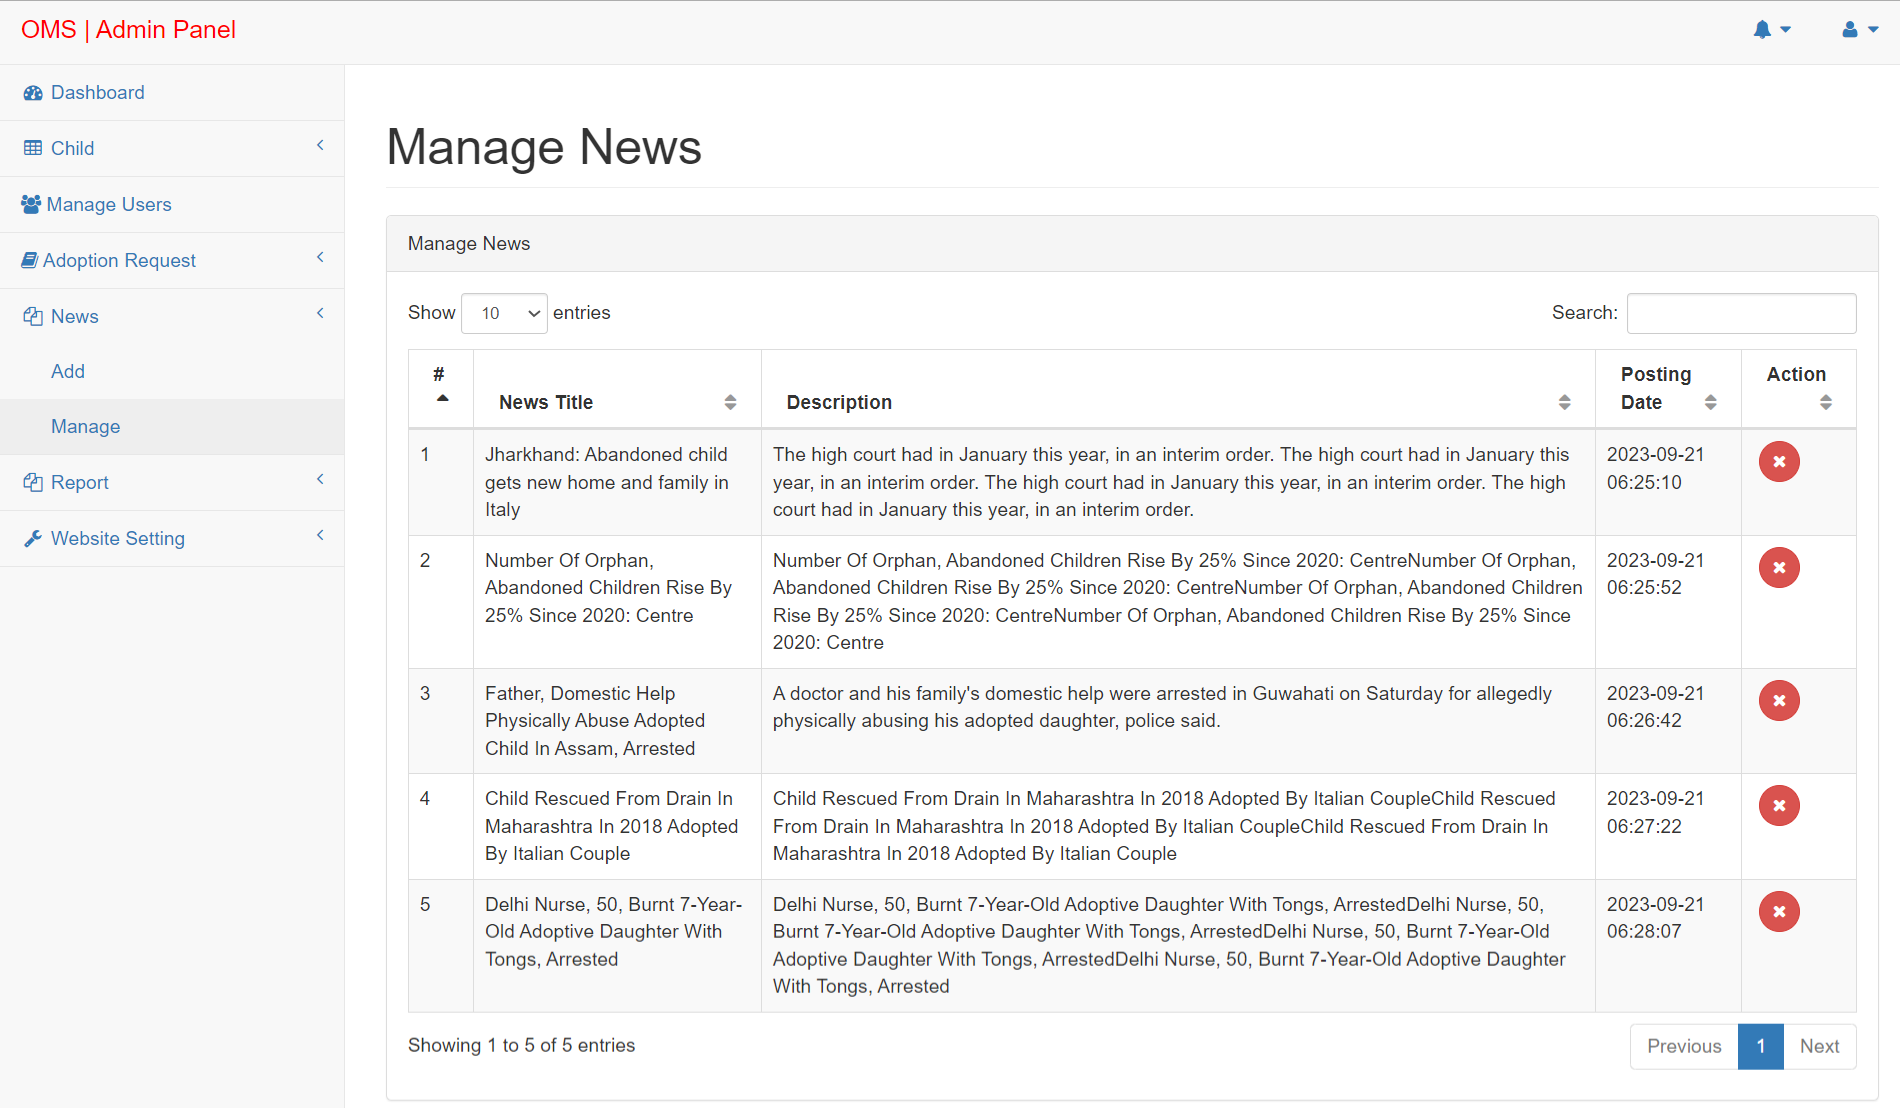 OMS | Admin Panel
Dashboard
Child
Manage Users
Adoption Request
News
Add
Manage
Report
Website Setting
Manage News
Manage News
Show 10 entries
Search:
#
News Title
Description
Posting
Date
Action
1
Jharkhand: Abandoned child
gets new home and family in
Italy
The high court had in January this year, in an interim order. The high court had in January this
year, in an interim order. The high court had in January this year, in an interim order. The high
court had in January this year, in an interim order.
2023-09-21
06:25:10
2
Number Of Orphan,
Abandoned Children Rise By
25% Since 2020: Centre
Number Of Orphan, Abandoned Children Rise By 25% Since 2020: CentreNumber Of Orphan,
Abandoned Children Rise By 25% Since 2020: CentreNumber Of Orphan, Abandoned Children
Rise By 25% Since 2020: CentreNumber Of Orphan, Abandoned Children Rise By 25% Since
2020: Centre
2023-09-21
06:25:52
3
Father, Domestic Help
Physically Abuse Adopted
Child In Assam, Arrested
A doctor and his family's domestic help were arrested in Guwahati on Saturday for allegedly
physically abusing his adopted daughter, police said.
2023-09-21
06:26:42
4
Child Rescued From Drain In
Maharashtra In 2018 Adopted
By Italian Couple
Child Rescued From Drain In Maharashtra In 2018 Adopted By Italian CoupleChild Rescued
From Drain In Maharashtra In 2018 Adopted By Italian CoupleChild Rescued From Drain In
Maharashtra In 2018 Adopted By Italian Couple
2023-09-21
06:27:22
5
Delhi Nurse, 50, Burnt 7-Year-
Old Adoptive Daughter With
Tongs, Arrested
Delhi Nurse, 50, Burnt 7-Year-Old Adoptive Daughter With Tongs, ArrestedDelhi Nurse, 50,
Burnt 7-Year-Old Adoptive Daughter With Tongs, ArrestedDelhi Nurse, 50, Burnt 7-Year-Old
Adoptive Daughter With Tongs, ArrestedDelhi Nurse, 50, Burnt 7-Year-Old Adoptive Daughter
With Tongs, Arrested
2023-09-21
06:28:07
Showing 1 to 5 of 5 entries
Previous 1 Next